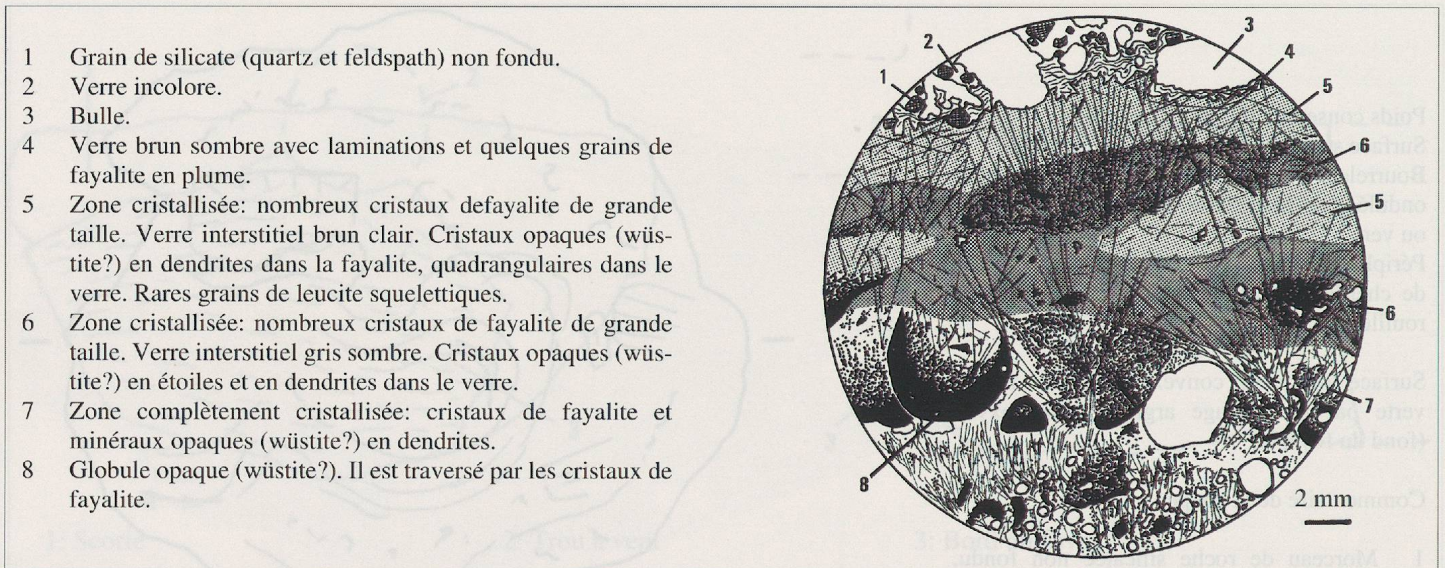 1 Grain de silicate (quartz et feldspath) non fondu.
2 Verre incolore.
3 Bulle.
4 Verre brun sombre avec laminations et quelques grains de
fayalite en plume.
5 Zone cristallisée: nombreux cristaux defayalite de grande
taille. Verre interstitiel brun clair. Cristaux opaques (wüs-
tite?) en dendrites dans la fayalite, quadrangulaires dans le
verre. Rares grains de leucite squelettiques.
6 Zone cristallisée: nombreux cristaux de fayalite de grande
taille. Verre interstitiel gris sombre. Cristaux opaques (wüs-
tite?) en étoiles et en dendrites dans le verre.
7 Zone complètement cristallisée: cristaux de fayalite et
minéraux opaques (wüstite?) en dendrites.
8 Globule opaque (wüstite?). Il est traversé par les cristaux de
fayalite.
1
2
3
4
5
6
5
6
7
8
2 mm